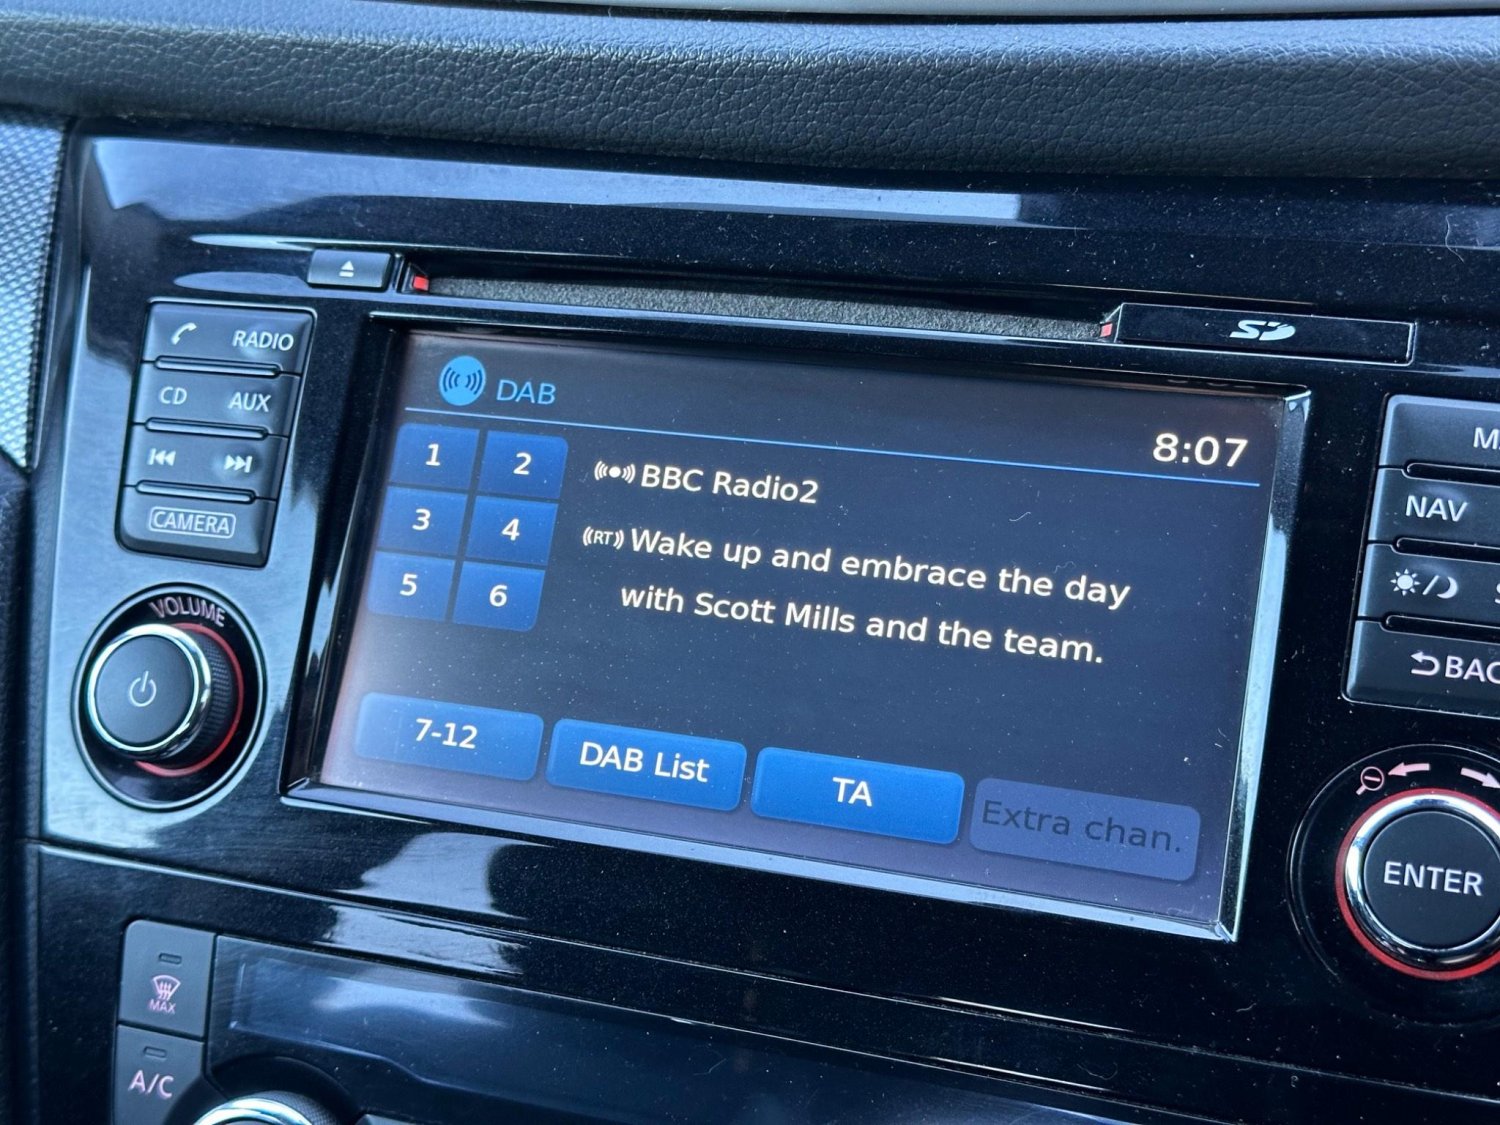 RADIO
CD AUX
CAMERA
VOLUME
DAB
8:07
1 2
3 4
5 6
BBC Radio2
RT Wake up and embrace the day
with Scott Mills and the team.
7-12
DAB List
TA
Extra chan.
SD
NAV
BAC
ENTER
MAX
A/C